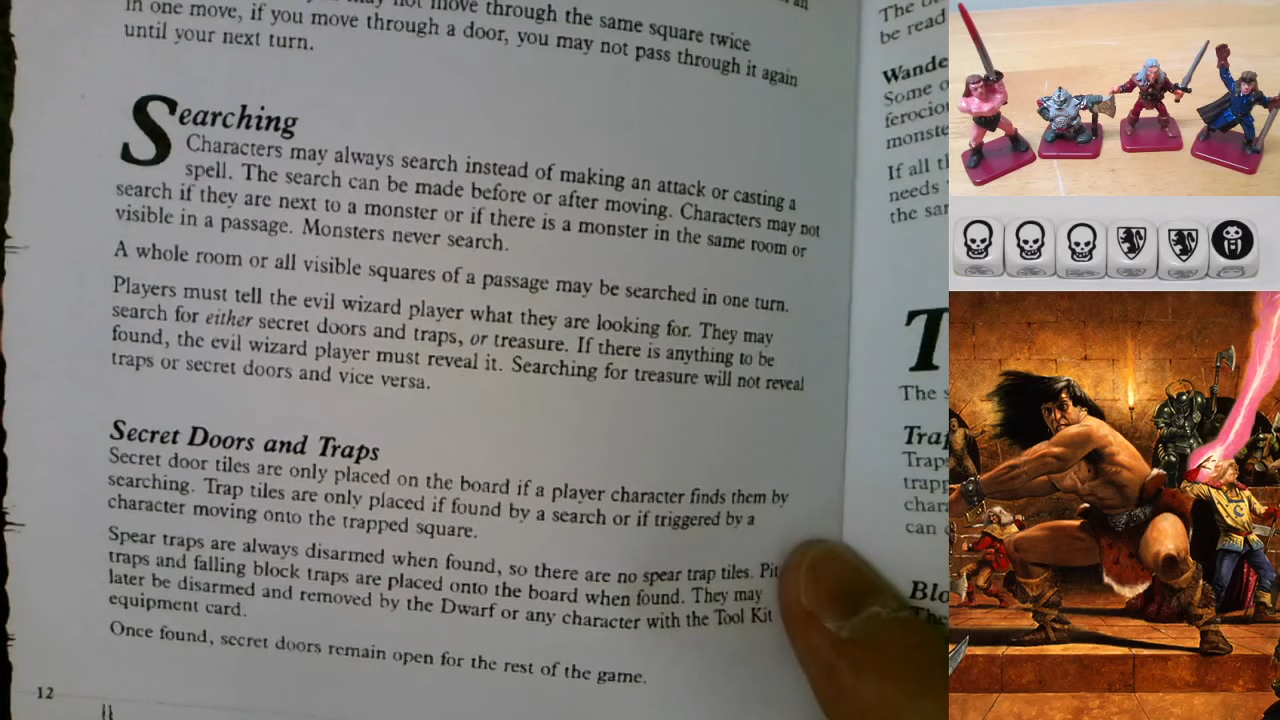 may not move through the same square twice
in one move, if you move through a door, you may not pass through it again
until your next turn.
Searching
Characters may always search instead of making an attack or casting a
spell. The search can be made before or after moving. Characters may not
search if they are next to a monster or if there is a monster in the same room or
visible in a passage. Monsters never search.
A whole room or all visible squares of a passage may be searched in one turn.
Players must tell the evil wizard player what they are looking for. They may
search for either secret doors and traps, or treasure. If there is anything to be
found, the evil wizard player must reveal it. Searching for treasure will not reveal
traps or secret doors and vice versa.
Secret Doors and Traps
Secret door tiles are only placed on the board if a player character finds them by
searching. Trap tiles are only placed if found by a search or if triggered by a
character moving onto the trapped square.
Spear traps are always disarmed when found, so there are no spear trap tiles. Pit
traps and falling block traps are placed onto the board when found. They may
later be disarmed and removed by the Dwarf or any character with the Tool Kit
equipment card.
Once found, secret doors remain open for the rest of the game.
12
The
be read
Some
If all
needs
The
can